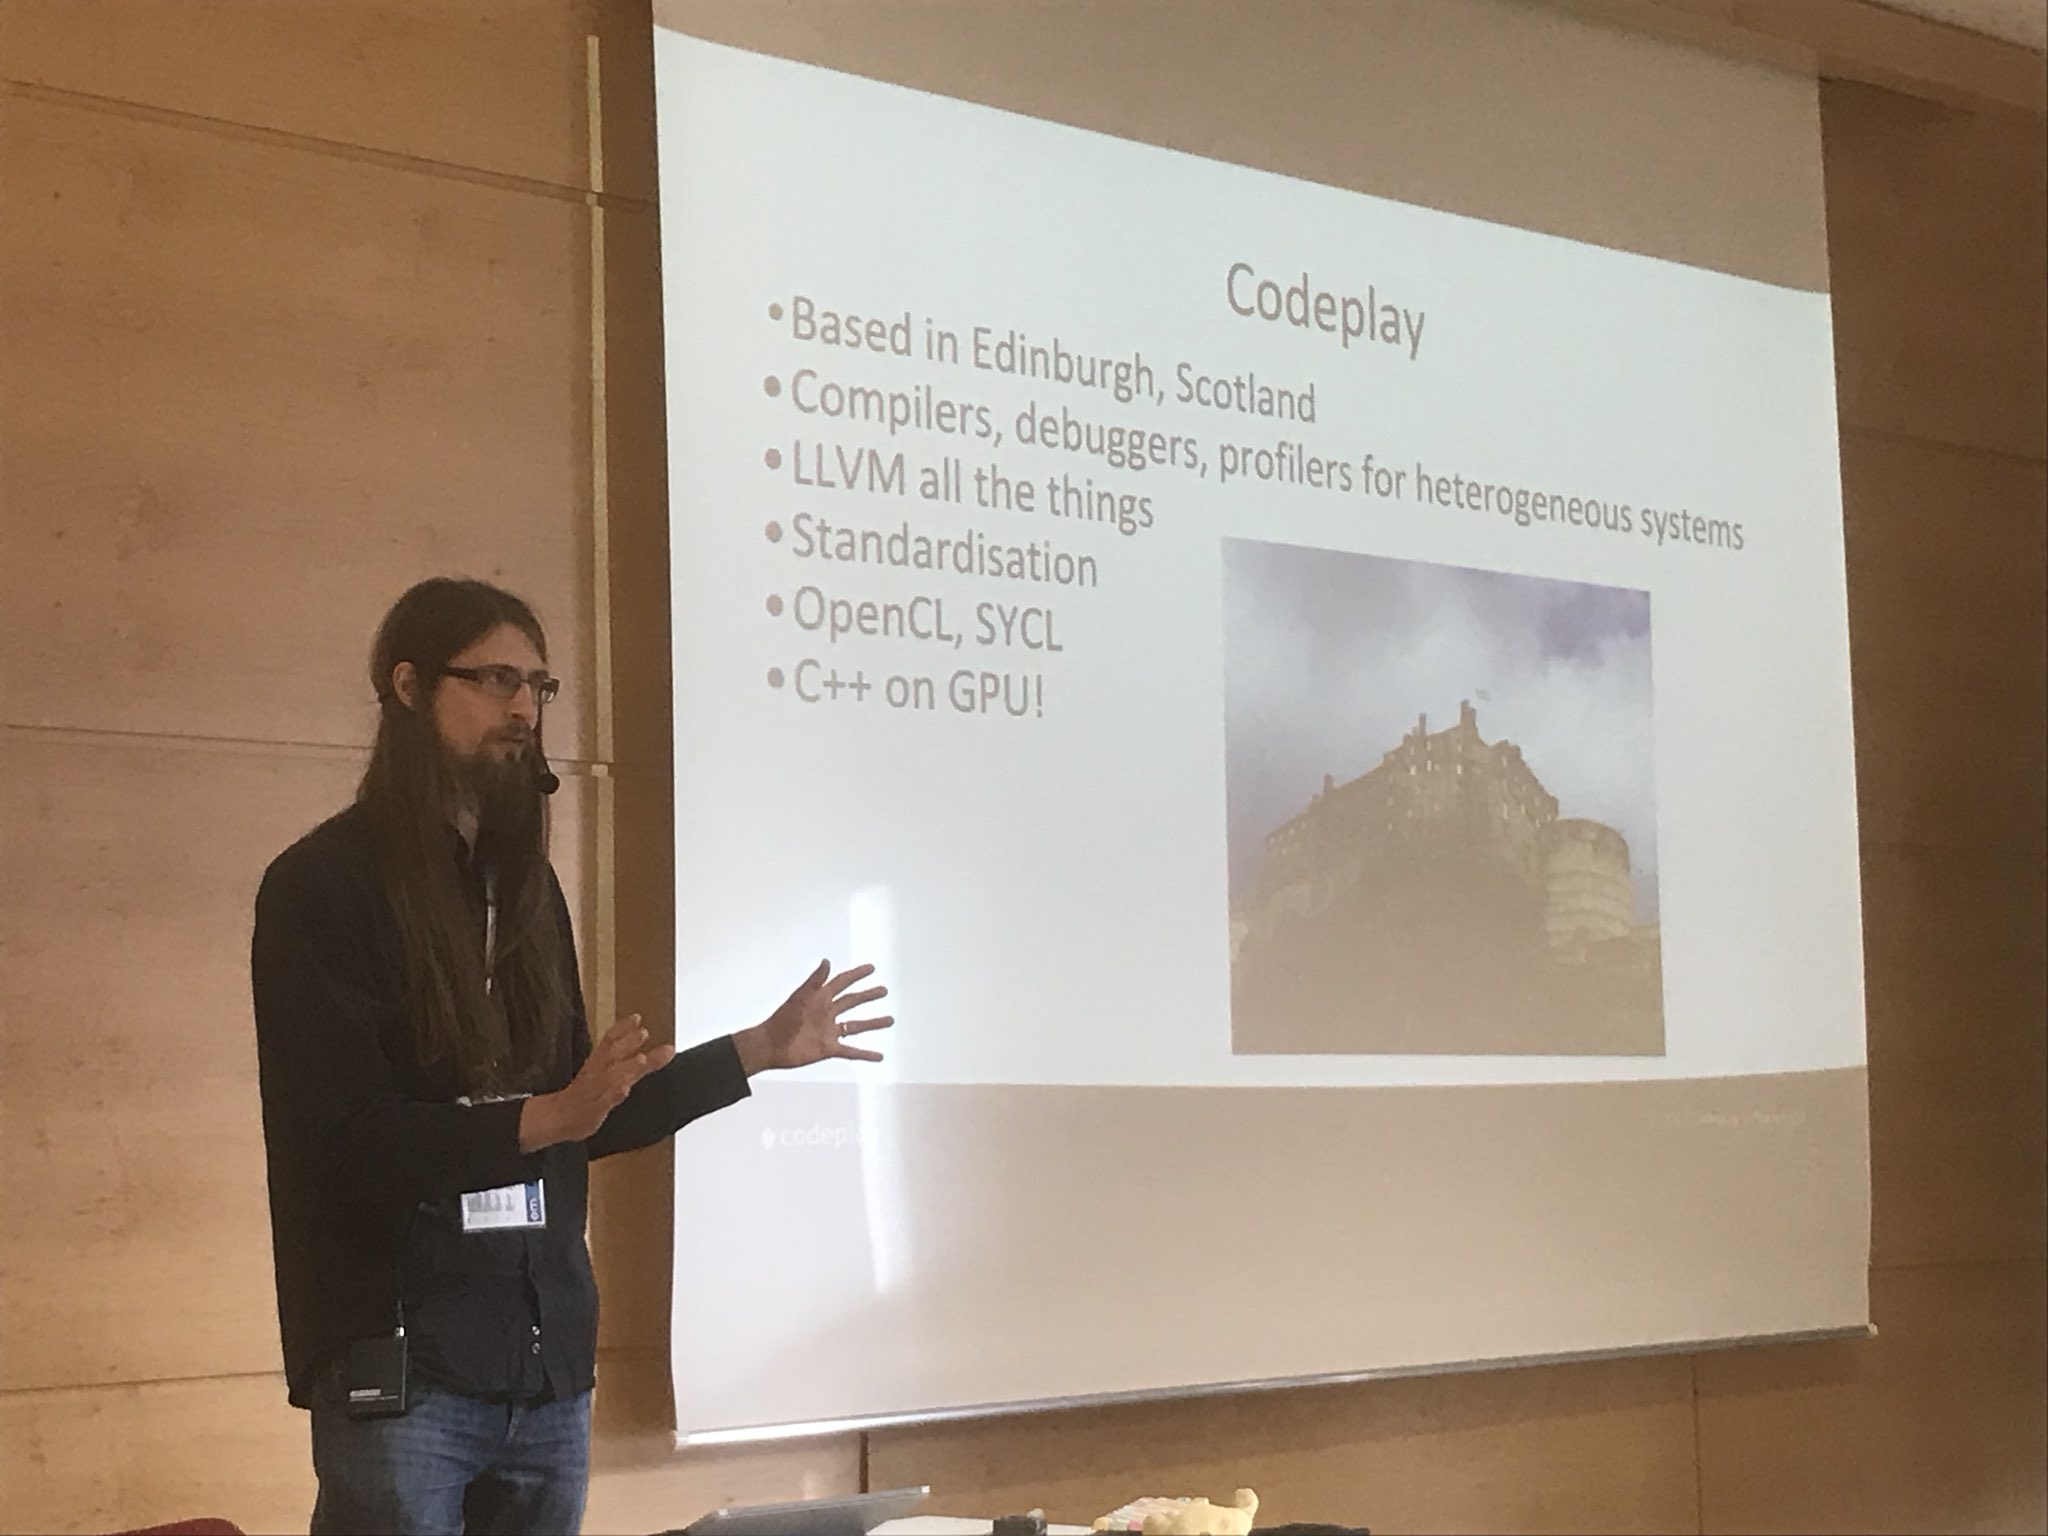 Codeplay
• Based in Edinburgh, Scotland
• Compilers, debuggers, profilers for heterogeneous systems
• LLVM all the things
• Standardisation
• OpenCL, SYCL
• C++ on GPU!